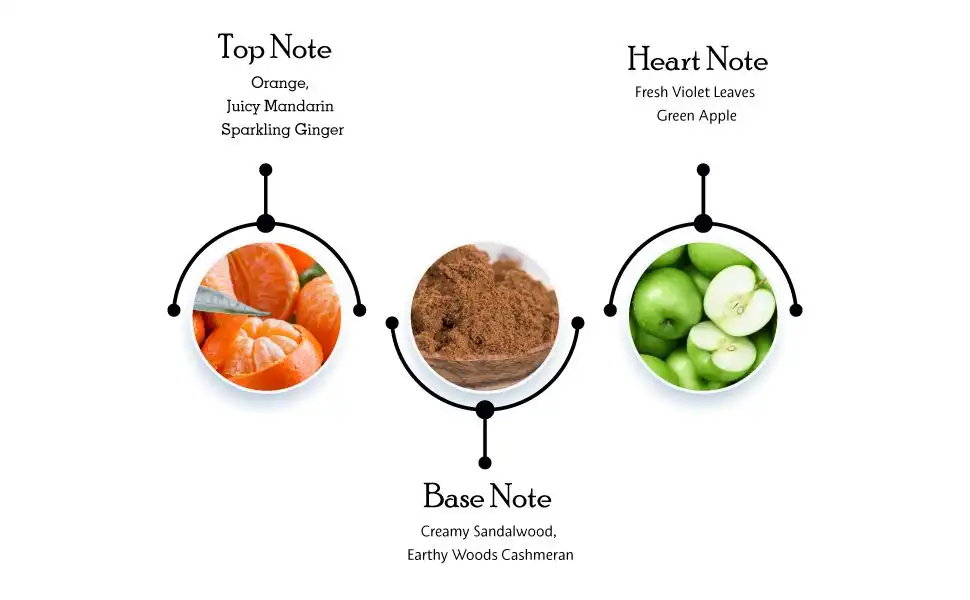 Top Note
Orange,
Juicy Mandarin
Sparkling Ginger
Heart Note
Fresh Violet Leaves
Green Apple
Base Note
Creamy Sandalwood,
Earthy Woods Cashmeran